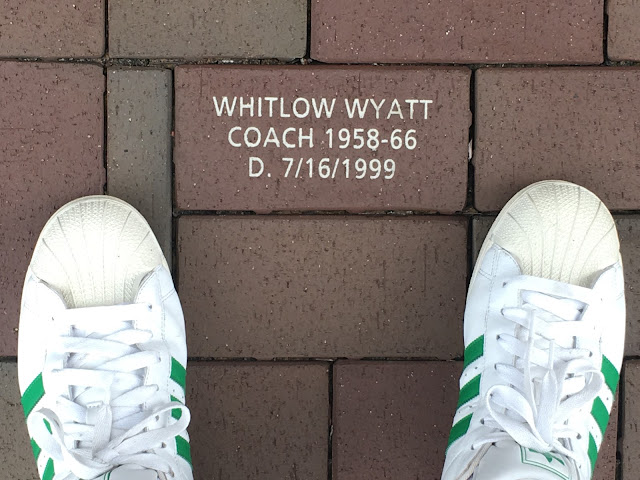 WHITLOW WYATT
COACH 1958-66
D. 7/16/1999